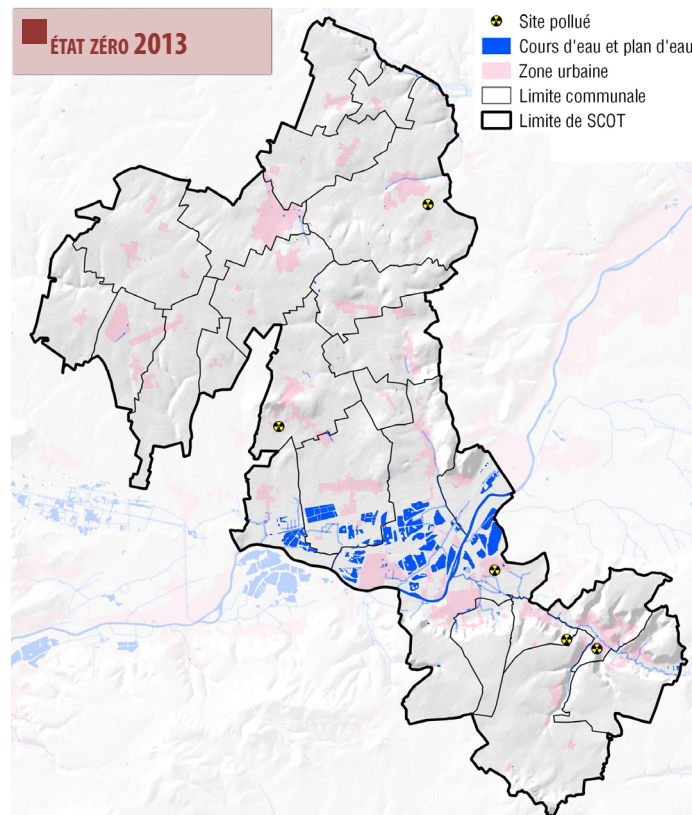 ÉTAT ZÉRO 2013
Site pollué
Cours d'eau et plan d'eau
Zone urbaine
Limite communale
Limite de SCOT